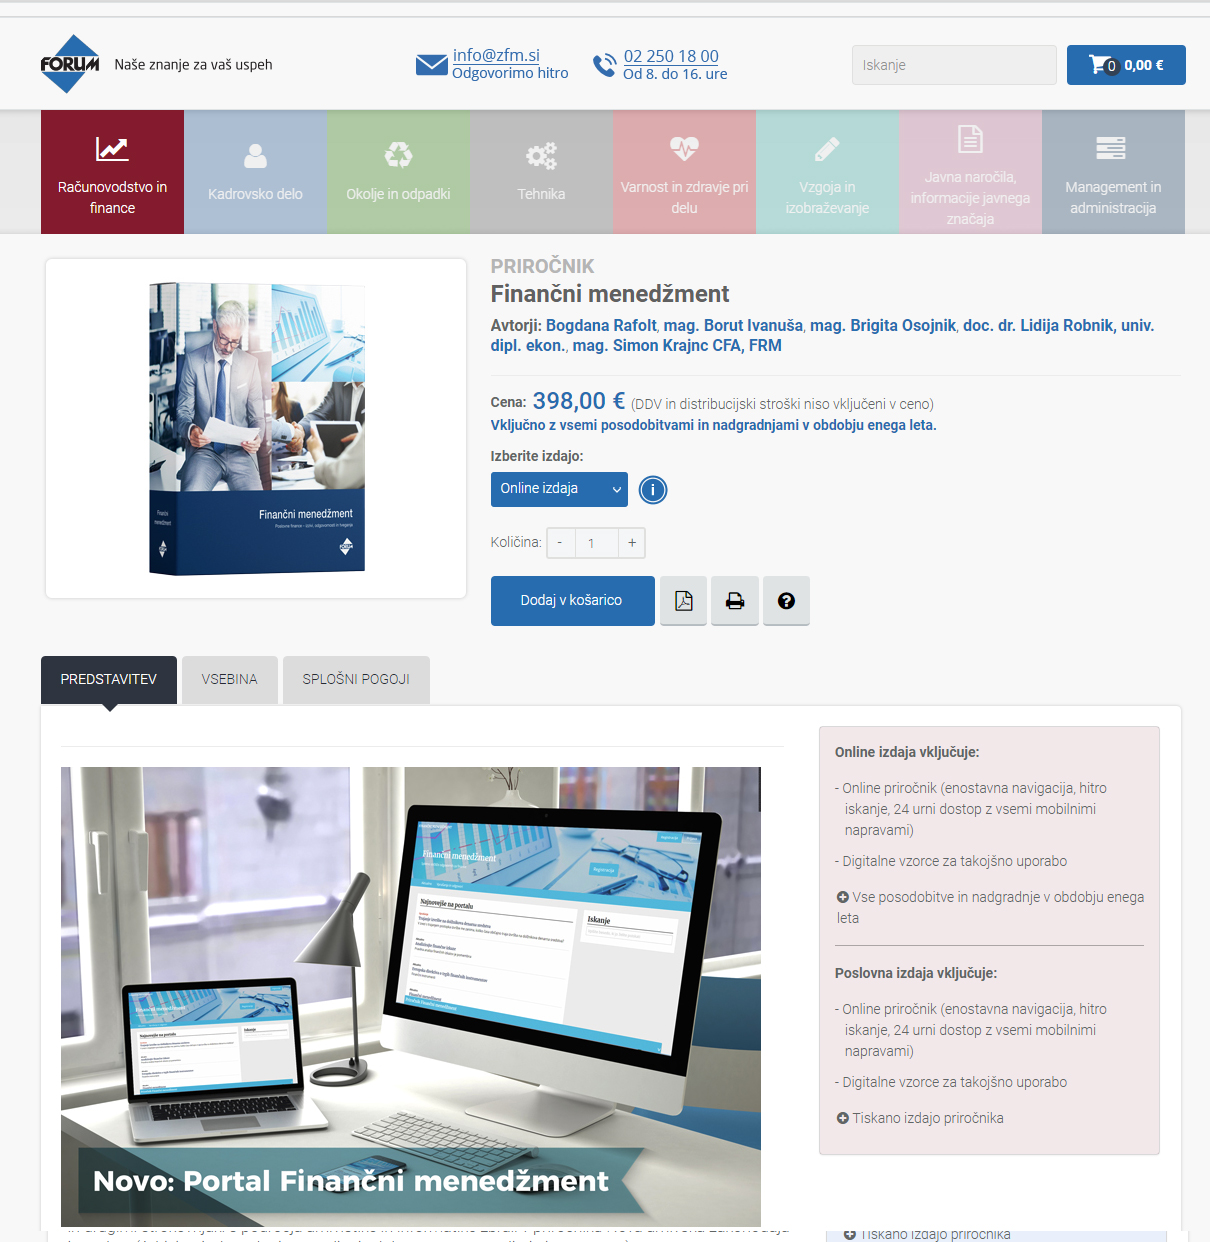 FORUM
Naše znanje za vaš uspeh
info@zfm.si
Odgovorimo hitro
02 250 18 00
Od 8. do 16. ure
Iskanje
0
0,00 €
Računovodstvo in
finance
Kadrovsko delo
Okolje in odpadki
Tehnika
Varnost in zdravje pri
delu
Vzgoja in
izobraževanje
Javna naročila,
informacije javnega
značaja
Management in
administracija
Finančni menedžment
FORUM
PRIROČNIK
Finančni menedžment
Avtorji: Bogdana Rafolt, mag. Borut Ivanuša, mag. Brigita Osojnik, doc. dr. Lidija Robnik, univ.
dipl. ekon., mag. Simon Krajnc CFA, FRM
Cena: 398,00 € (DDV in distribucijski stroški niso vključeni v ceno)
Vključno z vsemi posodobitvami in nadgradnjami v obdobju enega leta.
Izberite izdajo:
Online izdaja
i
Količina: - 1 +
Dodaj v košarico
?
PREDSTAVITEV
VSEBINA
SPLOŠNI POGOJI
Finančni menedžment
Najnovejše na portalu
Iskanje
Finančni menedžment
Najnovejše na portalu
Iskanje
Novo: Portal Finančni menedžment
Online izdaja vključuje:
- Online priročnik (enostavna navigacija, hitro
iskanje, 24 urni dostop z vsemi mobilnimi
napravami)
- Digitalne vzorce za takojšno uporabo
Vse posodobitve in nadgradnje v obdobju enega
leta
Poslovna izdaja vključuje:
- Online priročnik (enostavna navigacija, hitro
iskanje, 24 urni dostop z vsemi mobilnimi
napravami)
- Digitalne vzorce za takojšno uporabo
Tiskano izdajo priročnika
Tiskano izdajo priročnika